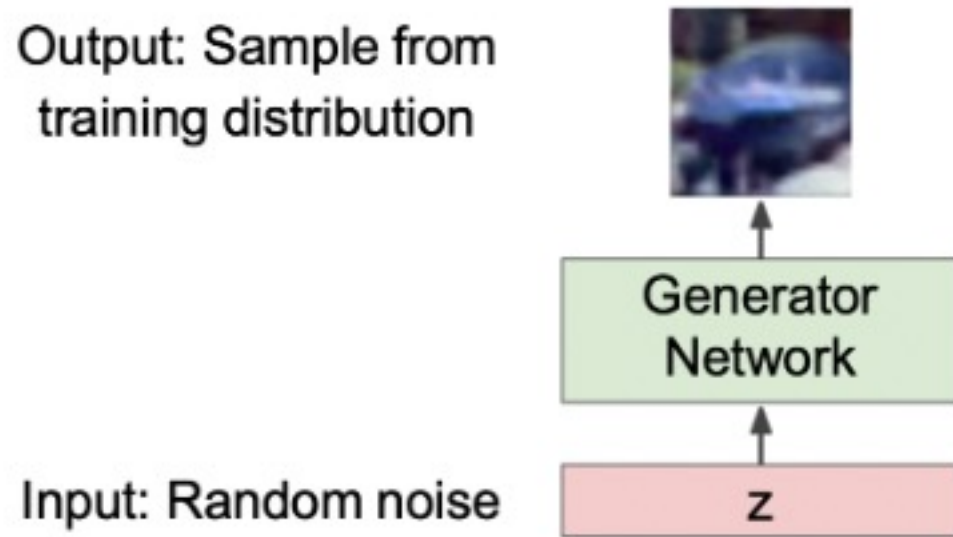 Output: Sample from
training distribution
Generator
Network
Input: Random noise
z